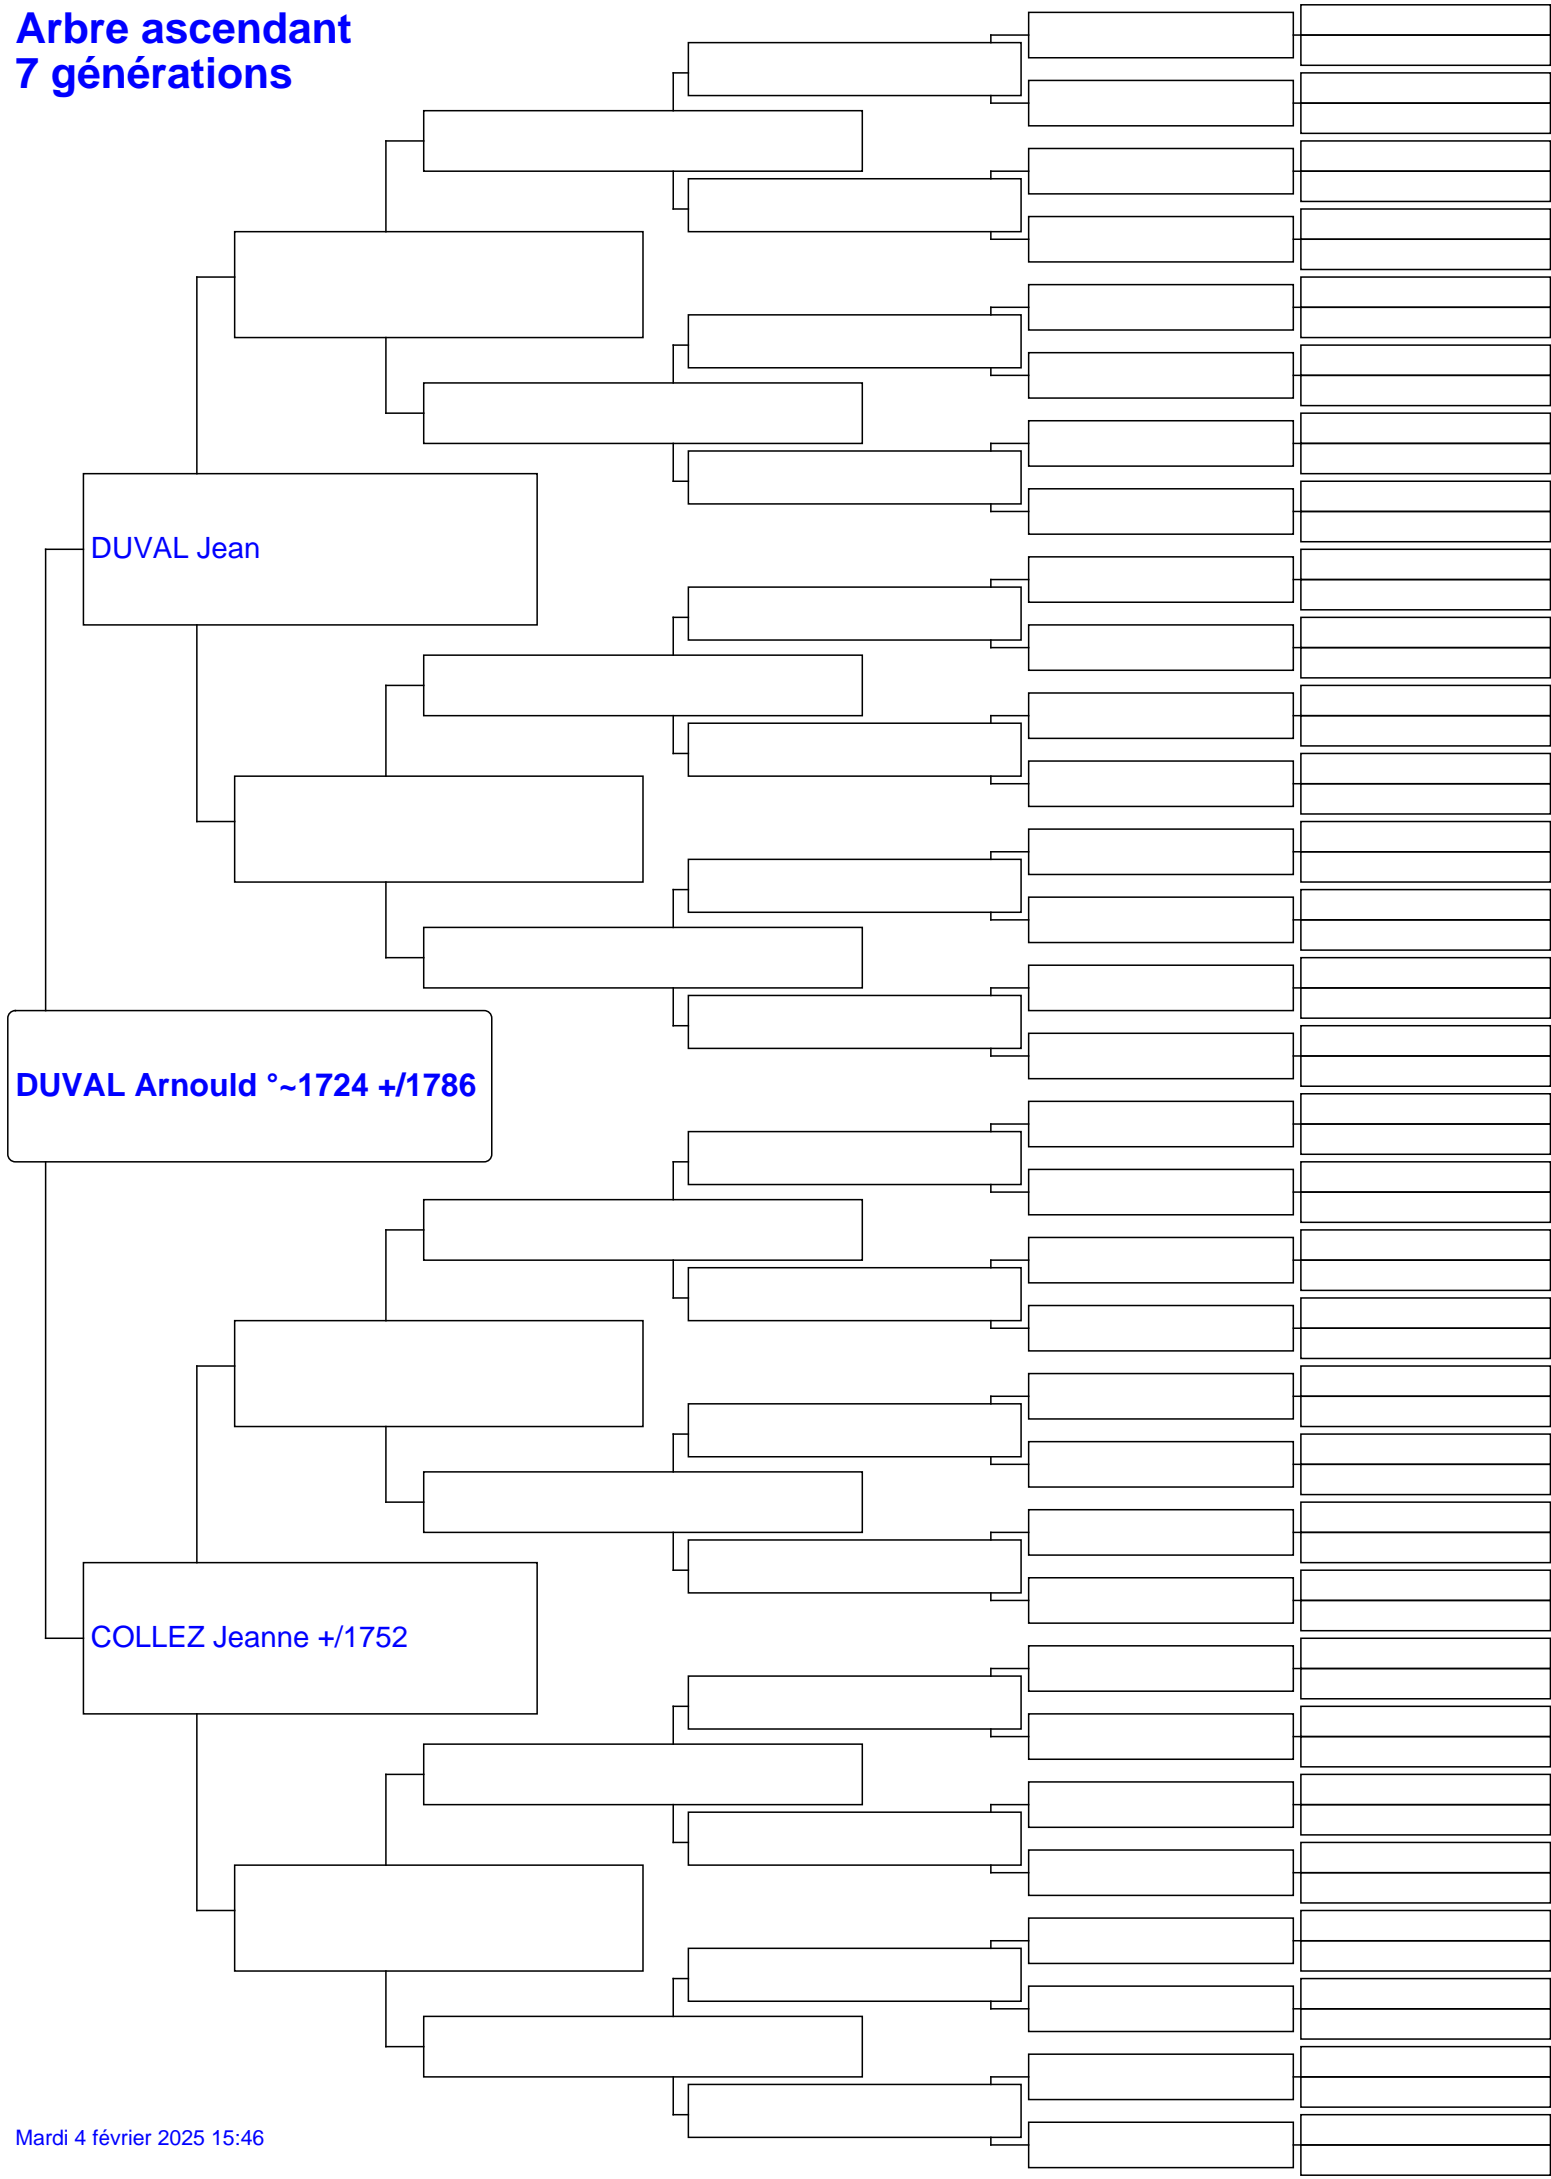 Arbre ascendant
7 générations
DUVAL Jean
DUVAL Arnould °~1724 +/1786
COLLEZ Jeanne +/1752
Mardi 4 février 2025 15:46